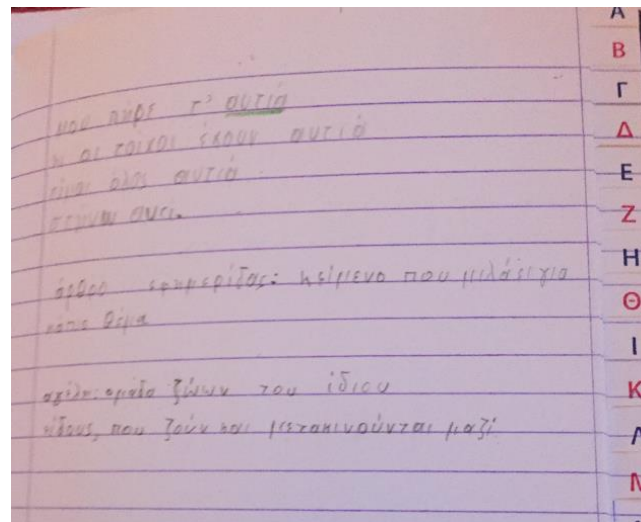 μου πήρε τ' αυτιά
κι οι τοίχοι έχουν αυτιά
είμαι όλος αυτιά
στήνω αυτί.
άρθρο εφημερίδας: κείμενο που μιλάει για
κάποιο θέμα
αγέλη: ομάδα ζώων του ίδιου
είδους, που ζουν και μετακινούνται μαζί
Α
Β
Γ
Δ
Ε
Ζ
Η
Θ
Ι
Κ
Λ
Μ